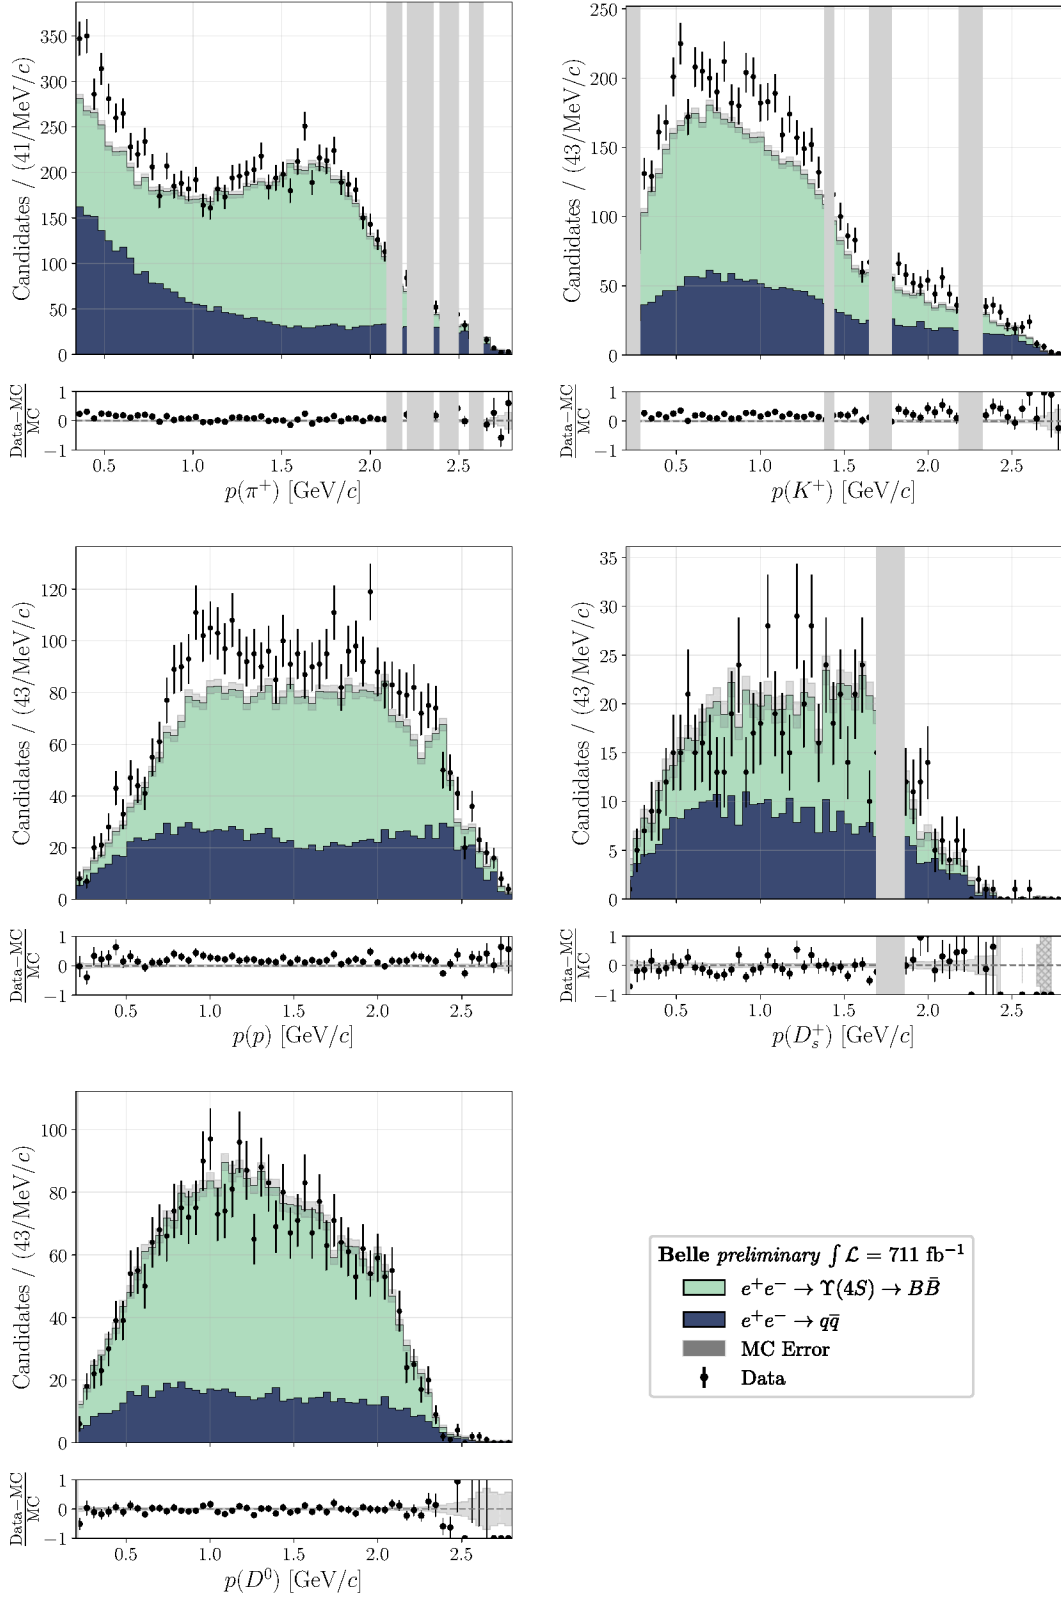 Candidates / (41/MeV/c)
350
300
250
200
150
100
50
0
Data−MC
MC
1
0
−1
0.5 1.0 1.5 2.0 2.5
p(π⁺) [GeV/c]
Candidates / (43/MeV/c)
250
200
150
100
50
0
Data−MC
MC
1
0
−1
0.5 1.0 1.5 2.0 2.5
p(K⁺) [GeV/c]
Candidates / (43/MeV/c)
120
100
80
60
40
20
0
Data−MC
MC
1
0
−1
0.5 1.0 1.5 2.0 2.5
p(p) [GeV/c]
Candidates / (43/MeV/c)
35
30
25
20
15
10
5
0
Data−MC
MC
1
0
−1
0.5 1.0 1.5 2.0 2.5
p(D_s⁺) [GeV/c]
Candidates / (43/MeV/c)
100
80
60
40
20
0
Data−MC
MC
1
0
−1
0.5 1.0 1.5 2.0 2.5
p(D⁰) [GeV/c]
Belle preliminary ∫ ℒ = 711 fb⁻¹
e⁺e⁻ → Υ(4S) → BB̄
e⁺e⁻ → qq̄
MC Error
Data